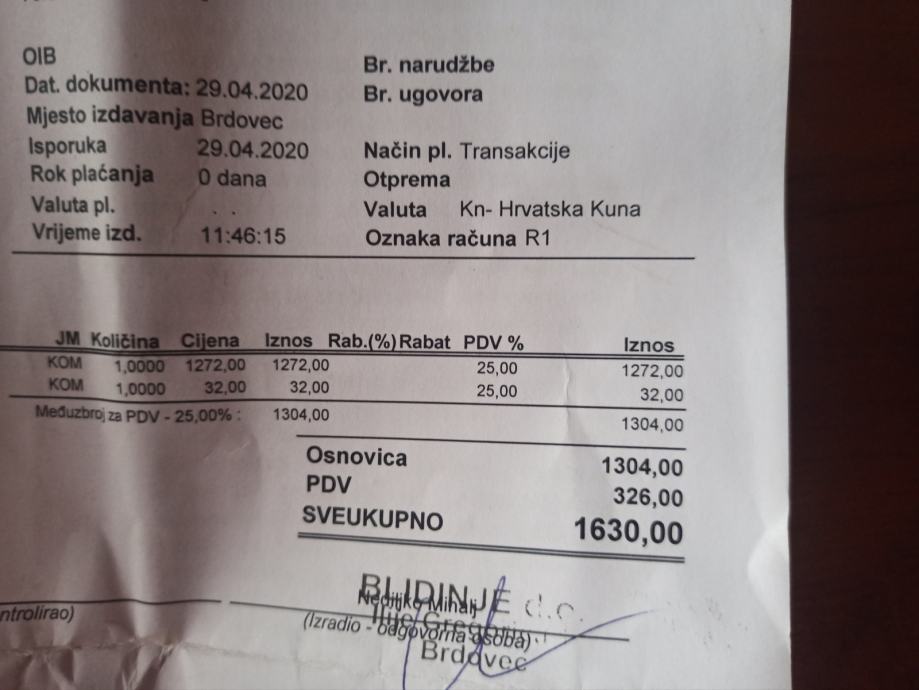 OIB
Br. narudžbe
Dat. dokumenta: 29.04.2020
Br. ugovora
Mjesto izdavanja Brdovec
Isporuka 29.04.2020 Način pl. Transakcije
Rok plaćanja 0 dana Otprema
Valuta pl. . . Valuta Kn- Hrvatska Kuna
Vrijeme izd. 11:46:15 Oznaka računa R1
JM Količina Cijena Iznos Rab.(%) Rabat PDV % Iznos
KOM 1,0000 1272,00 1272,00 25,00 1272,00
KOM 1,0000 32,00 32,00 25,00 32,00
Međuzbroj za PDV - 25,00% : 1304,00 1304,00
Osnovica 1304,00
PDV 326,00
SVEUKUPNO 1630,00
BLIDINJE d.o.
Mihalj
ntrolirao)
(Izradio - odgovorna osoba)
Brdovec